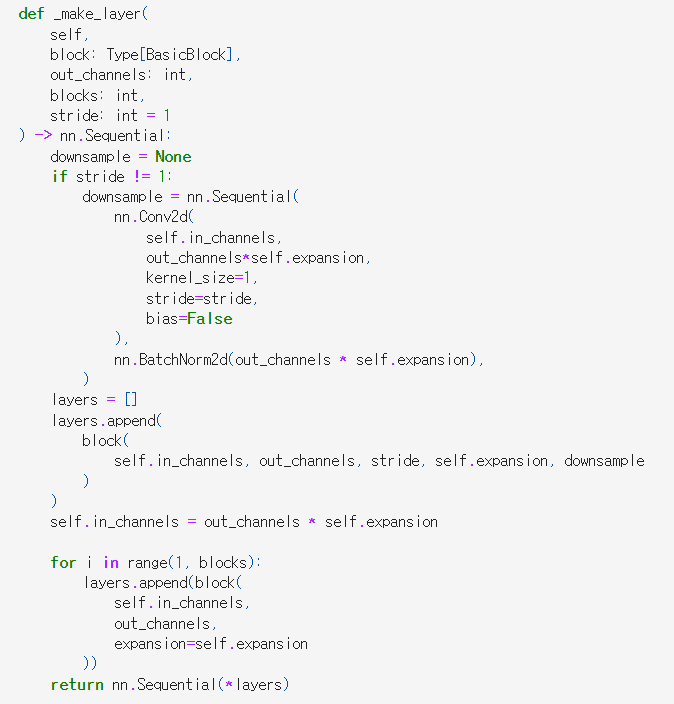 def _make_layer(
    self,
    block: Type[BasicBlock],
    out_channels: int,
    blocks: int,
    stride: int = 1
) -> nn.Sequential:
    downsample = None
    if stride != 1:
        downsample = nn.Sequential(
            nn.Conv2d(
                self.in_channels,
                out_channels*self.expansion,
                kernel_size=1,
                stride=stride,
                bias=False
            ),
            nn.BatchNorm2d(out_channels * self.expansion),
        )
    layers = []
    layers.append(
        block(
            self.in_channels, out_channels, stride, self.expansion, downsample
        )
    )
    self.in_channels = out_channels * self.expansion

    for i in range(1, blocks):
        layers.append(block(
            self.in_channels,
            out_channels,
            expansion=self.expansion
        ))
    return nn.Sequential(*layers)